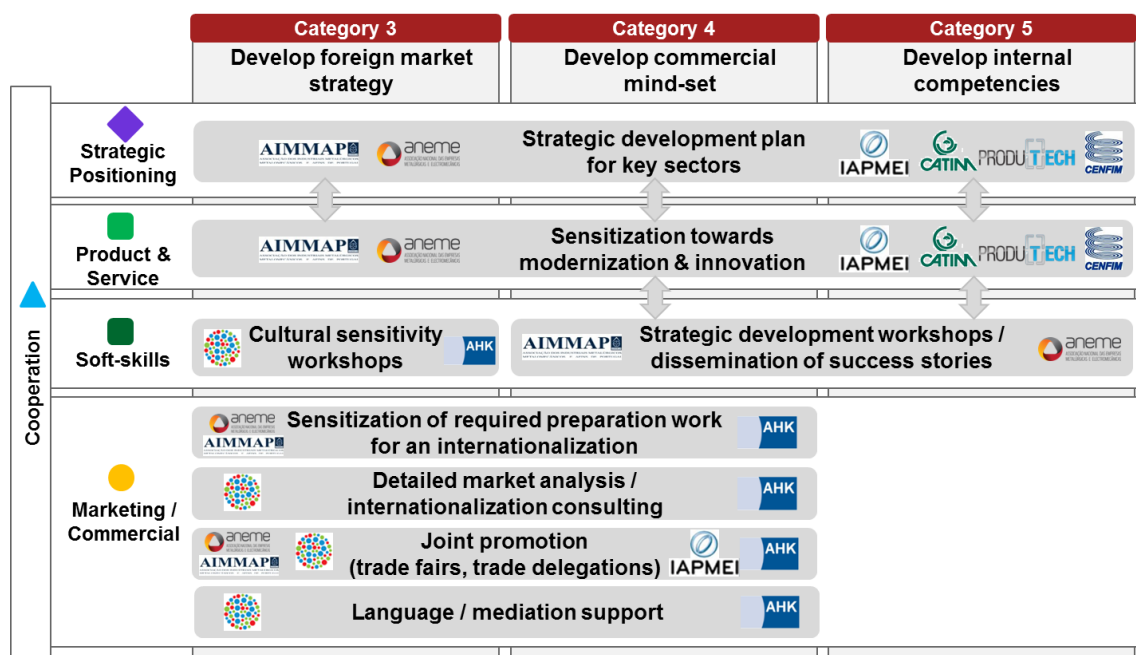 Category 3
Category 4
Category 5
Develop foreign market
strategy
Develop commercial
mind-set
Develop internal
competencies
Cooperation
Strategic
Positioning
AIMMAP
aneme
Strategic development plan
for key sectors
IAPMEI
CATIM
PRODUTECH
CENFIM
Product &
Service
AIMMAP
aneme
Sensitization towards
modernization & innovation
IAPMEI
CATIM
PRODUTECH
CENFIM
Soft-skills
Cultural sensitivity
workshops
AHK
AIMMAP
Strategic development workshops /
dissemination of success stories
aneme
Marketing /
Commercial
aneme
AIMMAP
Sensitization of required preparation work
for an internationalization
AHK
Detailed market analysis /
internationalization consulting
AHK
aneme
AIMMAP
Joint promotion
(trade fairs, trade delegations)
IAPMEI
AHK
Language / mediation support
AHK